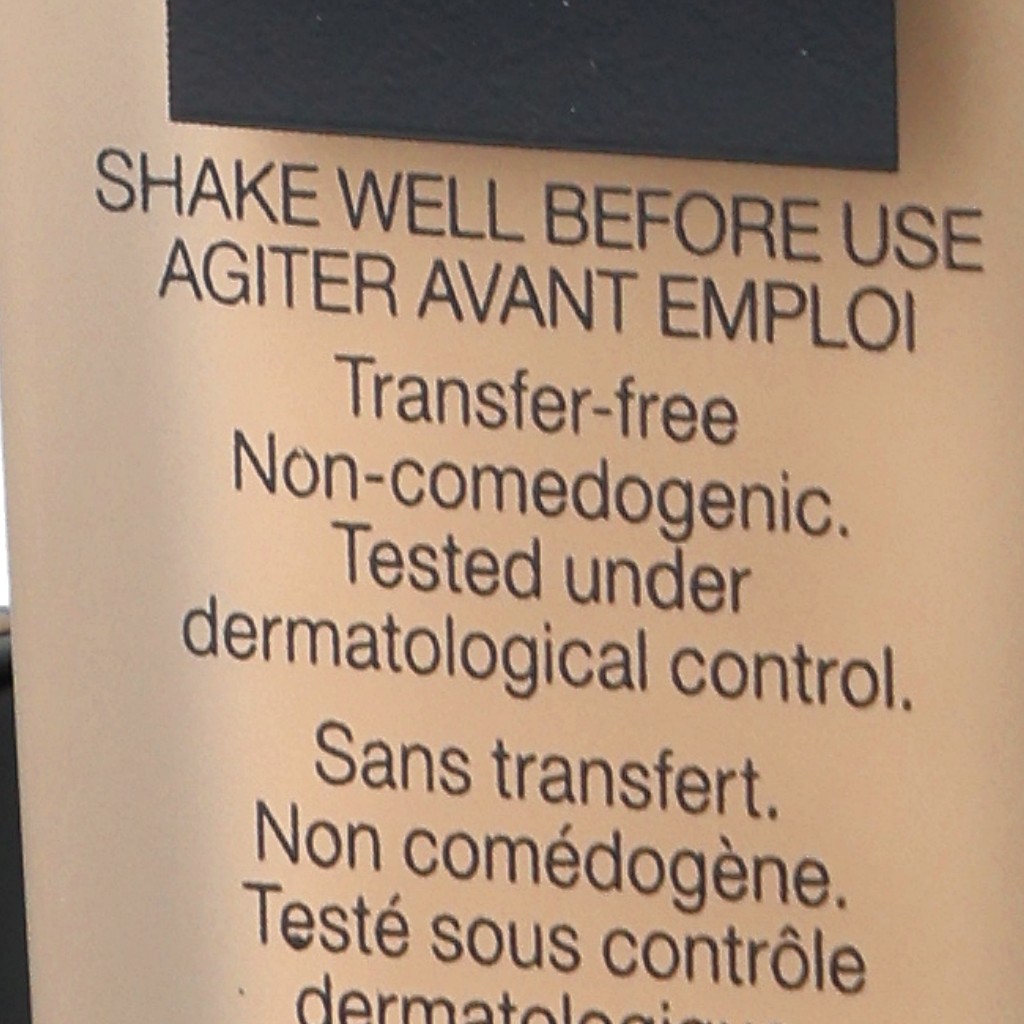 SHAKE WELL BEFORE USE
AGITER AVANT EMPLOI
Transfer-free
Non-comedogenic.
Tested under
dermatological control.
Sans transfert.
Non comédogène.
Testé sous contrôle